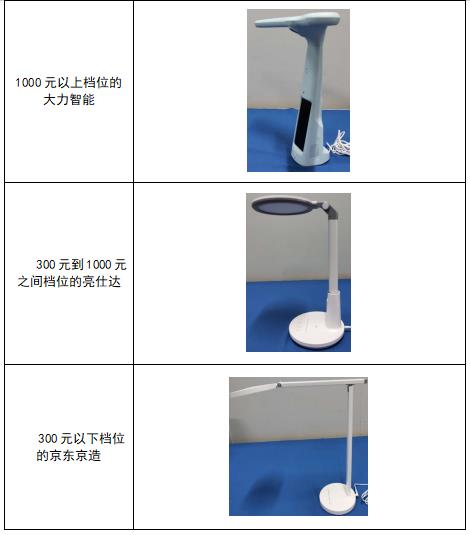 1000 元以上档位的
大力智能
300 元到 1000 元
之间档位的亮仕达
300 元以下档位
的京东京造